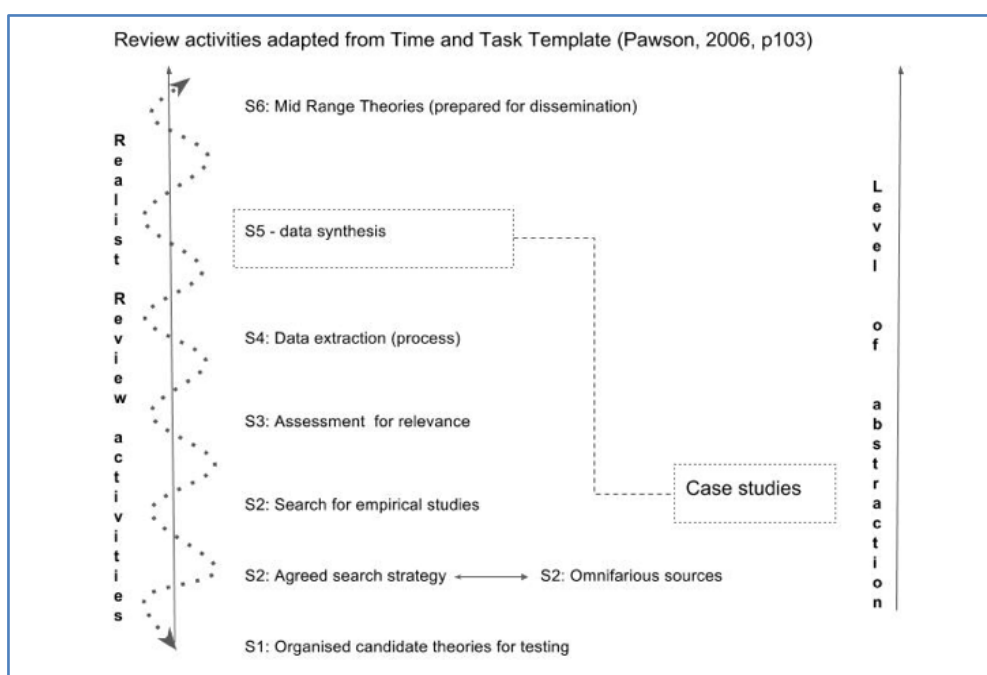 Review activities adapted from Time and Task Template (Pawson, 2006, p103)
S6: Mid Range Theories (prepared for dissemination)
Realist Review activities
Level of abstraction
S5 - data synthesis
S4: Data extraction (process)
S3: Assessment for relevance
Case studies
S2: Search for empirical studies
S2: Agreed search strategy
S2: Omnifarious sources
S1: Organised candidate theories for testing